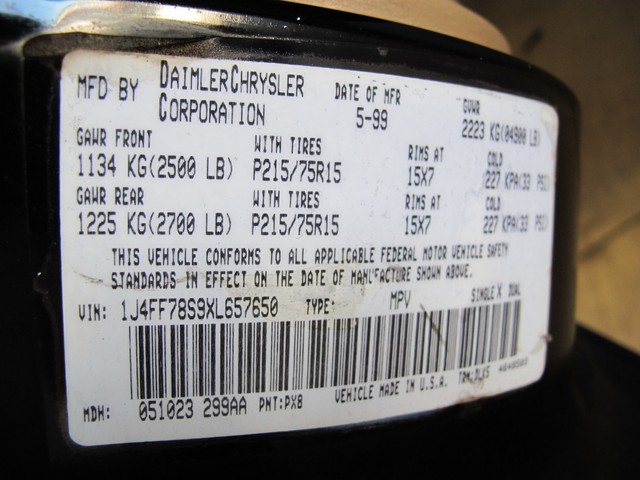 MFD BY DAIMLERCHRYSLER CORPORATION DATE OF MFR 5-99 GVWR 2223 KG(04900 LB)
GAWR FRONT WITH TIRES RIMS AT COLD
1134 KG(2500 LB) P215/75R15 15X7 227 KPA(33 PSI)
GAWR REAR WITH TIRES RIMS AT COLD
1225 KG(2700 LB) P215/75R15 15X7 227 KPA(33 PSI)
THIS VEHICLE CONFORMS TO ALL APPLICABLE FEDERAL MOTOR VEHICLE SAFETY
STANDARDS IN EFFECT ON THE DATE OF MANUFACTURE SHOWN ABOVE.
VIN: 1J4FF78S9XL657650 TYPE: MPV SINGLE X DUAL
MDH: 051023 299AA PNT:PX8 VEHICLE MADE IN U.S.A.